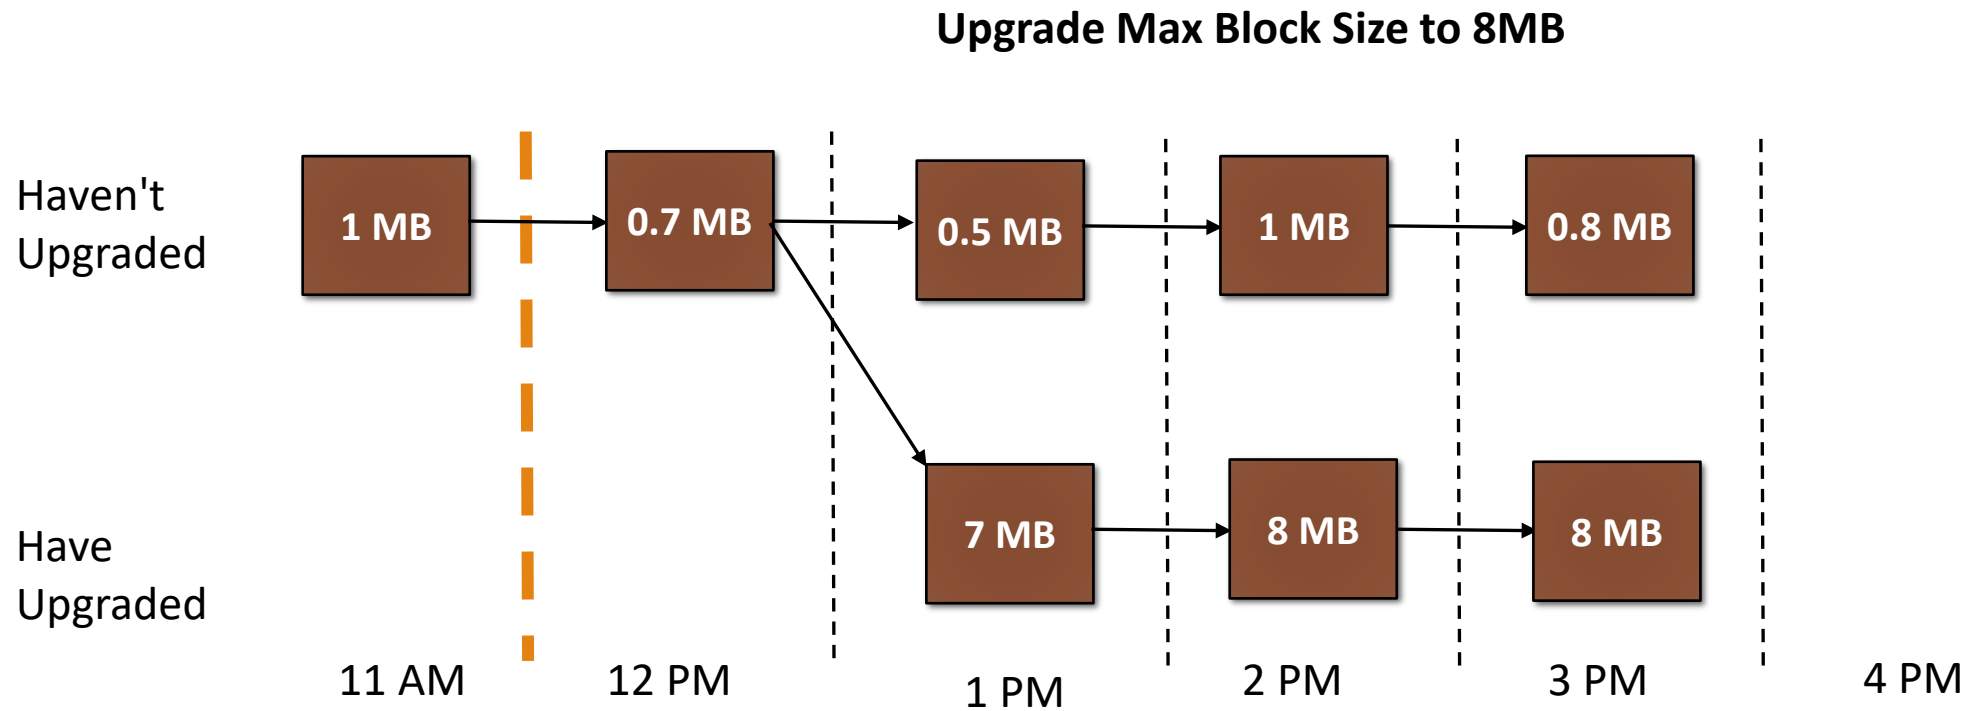 Upgrade Max Block Size to 8MB
Haven't
Upgraded
1 MB
0.7 MB
0.5 MB
1 MB
0.8 MB
Have
Upgraded
7 MB
8 MB
8 MB
11 AM
12 PM
1 PM
2 PM
3 PM
4 PM